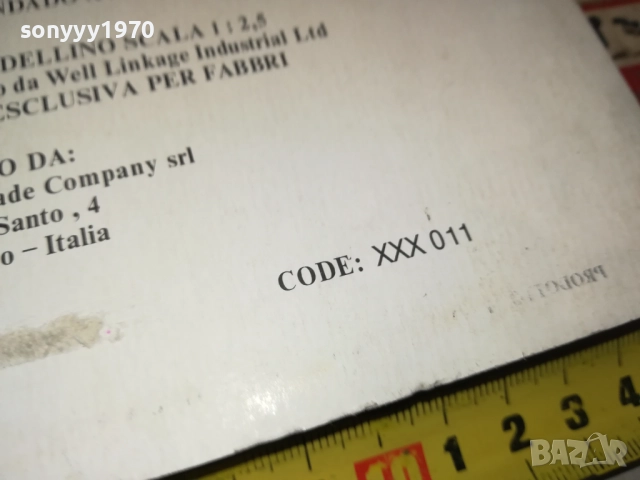 sonyyy1970
NDADO
DELLINO SCALA 1 : 2,5
o da Well Linkage Industrial Ltd
ESCLUSIVA PER FABBRI
O DA:
ade Company srl
Santo , 4
o – Italia
CODE: XXX 011
1 2 3 4
BAZAR